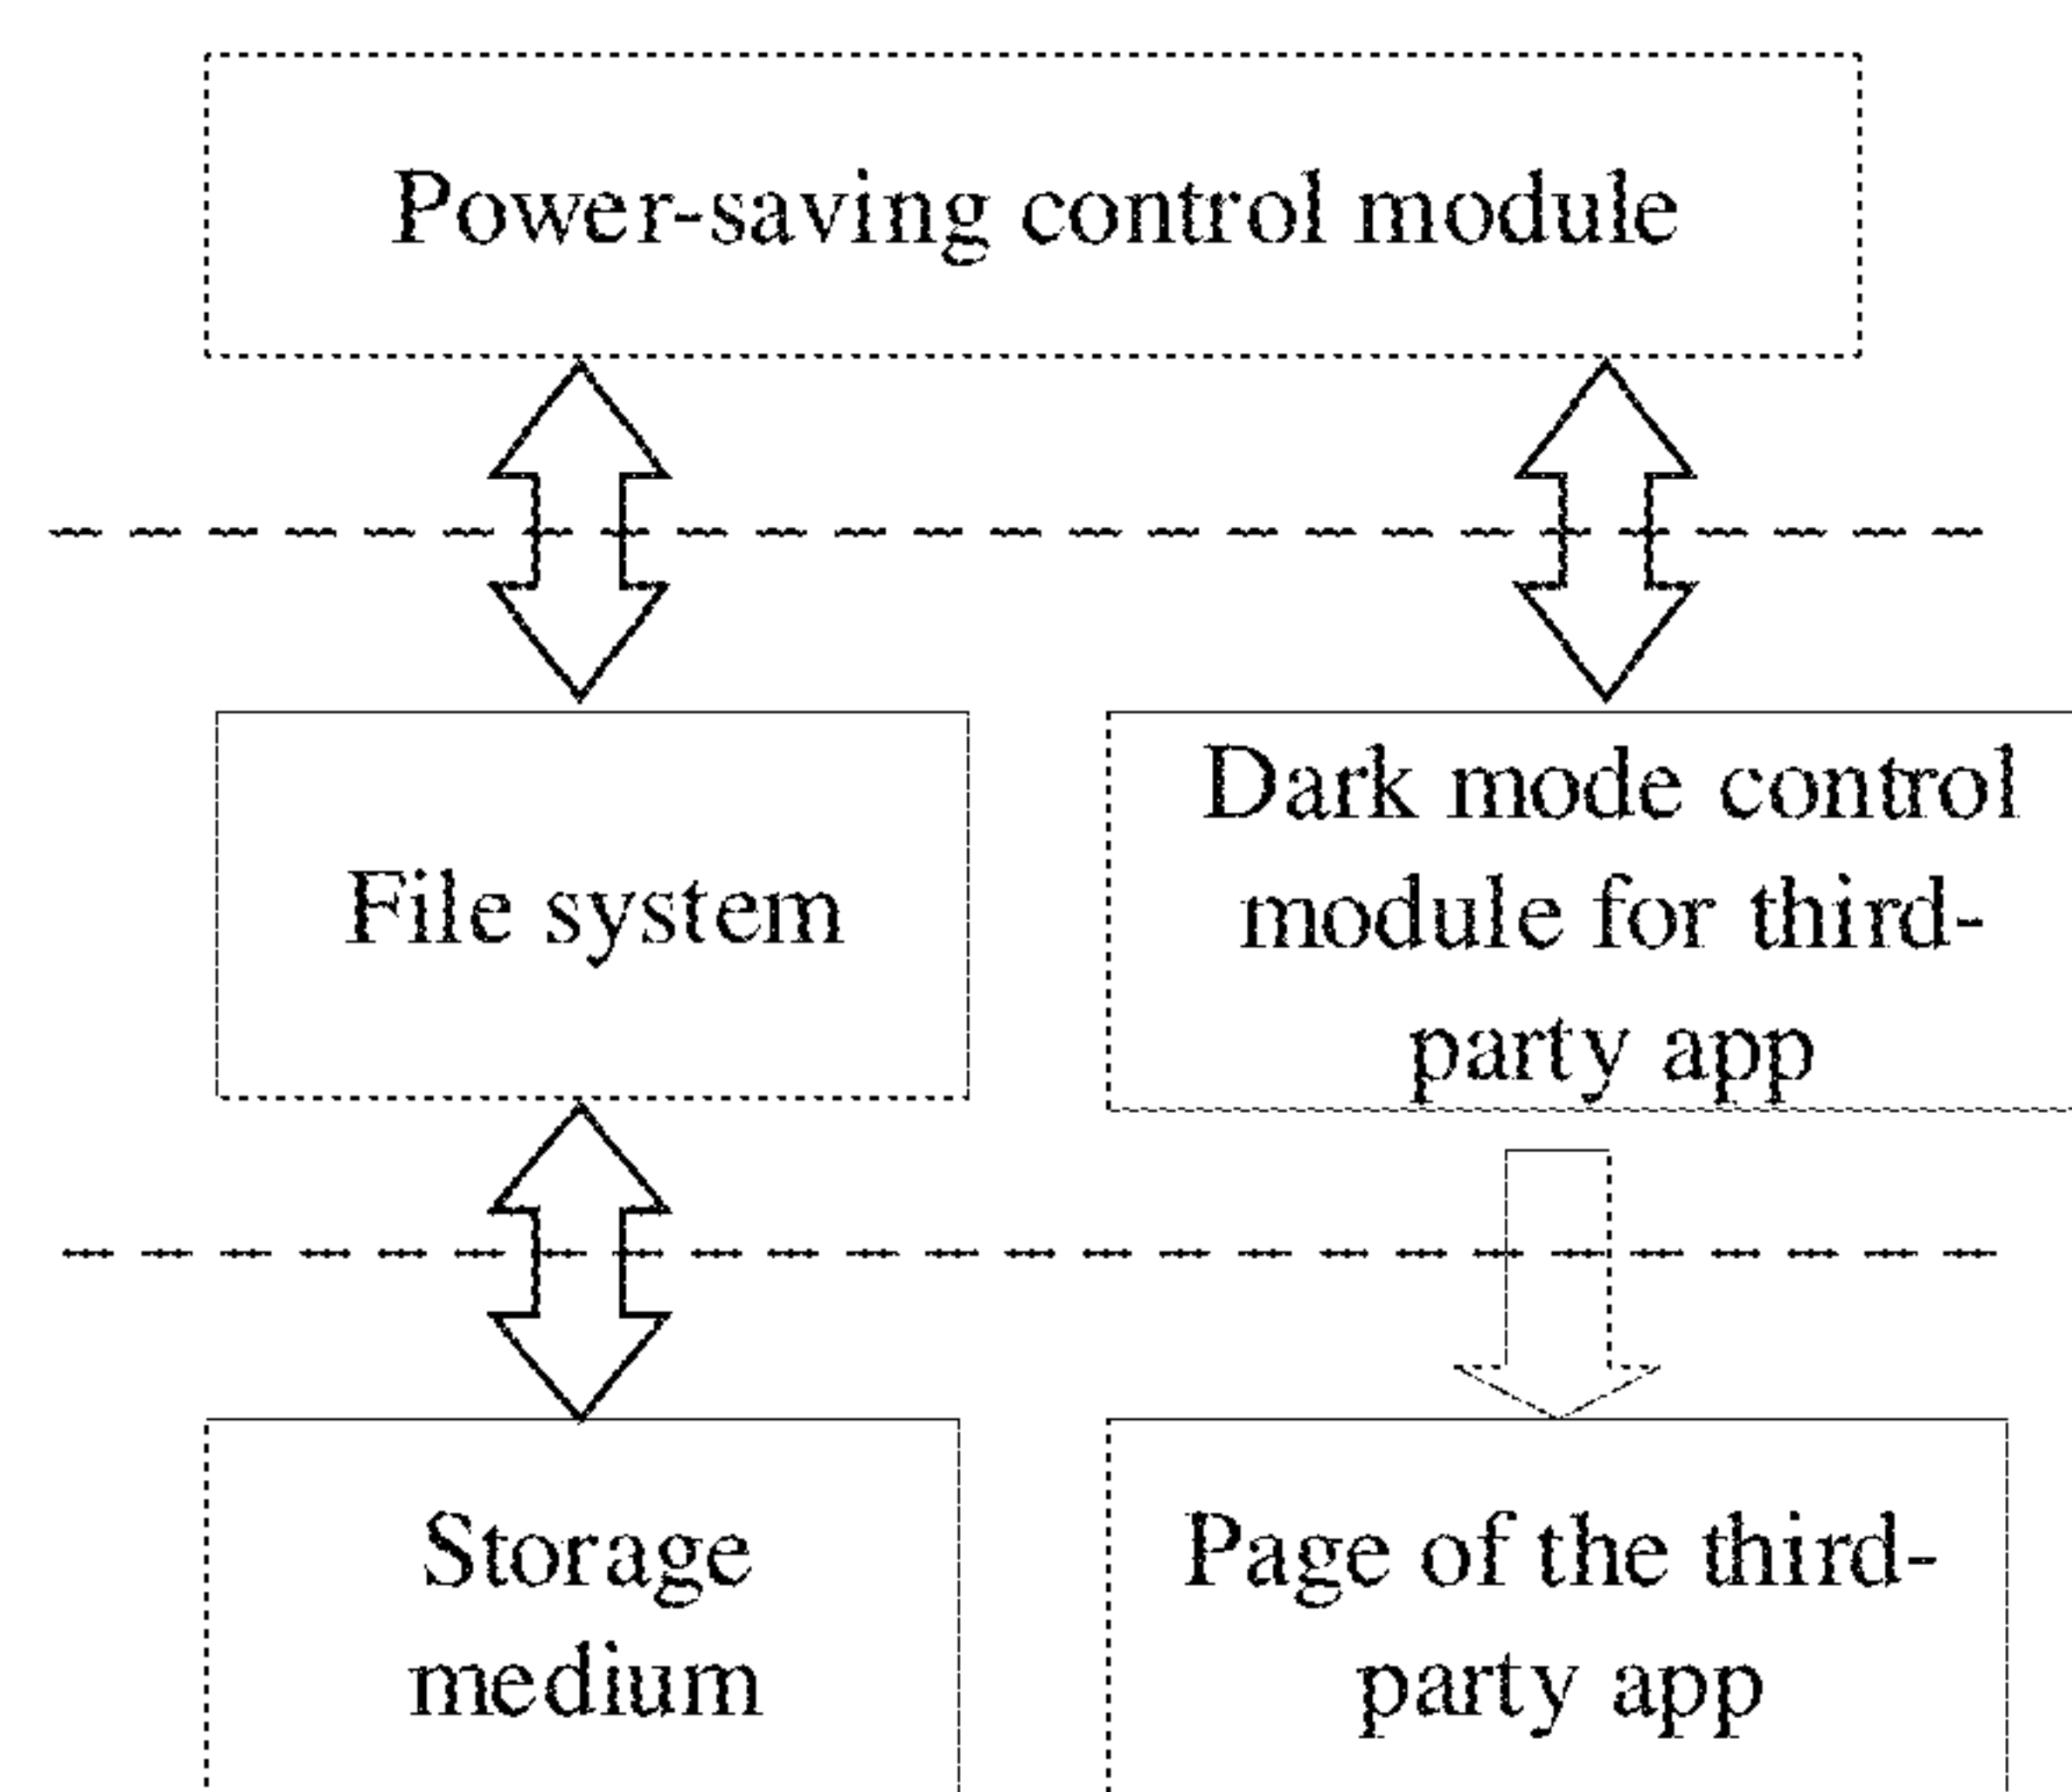 Power-saving control module
File system
Dark mode control
module for third-
party app
Storage
medium
Page of the third-
party app